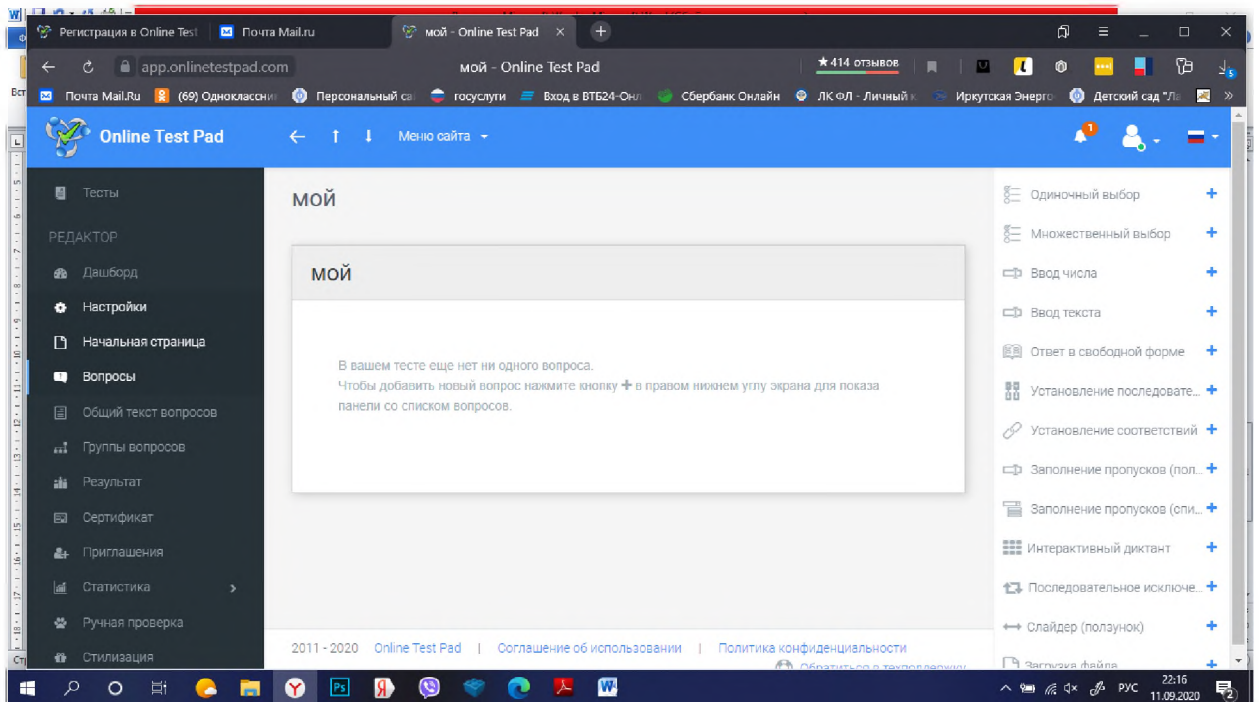 Регистрация в Online Test
Почта Mail.ru
мой - Online Test Pad
app.onlinetestpad.com
мой - Online Test Pad
★414 отзывов
Почта Mail.Ru
(69) Одноклассни
Персональный са
госуслуги
Вход в ВТБ24-Онл
Сбербанк Онлайн
ЛК ФЛ - Личный к
Иркутская Энерго
Детский сад "Ла
Online Test Pad
Меню сайта
1
Тесты
РЕДАКТОР
Дашборд
Настройки
Начальная страница
Вопросы
Общий текст вопросов
Группы вопросов
Результат
Сертификат
Приглашения
Статистика
Ручная проверка
Стилизация
мой
мой
В вашем тесте еще нет ни одного вопроса.
Чтобы добавить новый вопрос нажмите кнопку + в правом нижнем углу экрана для показа
панели со списком вопросов.
2011 - 2020 Online Test Pad | Соглашение об использовании | Политика конфиденциальности
Обратиться в техподдержку
Одиночный выбор
Множественный выбор
Ввод числа
Ввод текста
Ответ в свободной форме
Установление последовате...
Установление соответствий
Заполнение пропусков (пол...
Заполнение пропусков (спи...
Интерактивный диктант
Последовательное исключе...
Слайдер (ползунок)
Загрузка файла
РУС
22:16
11.09.2020